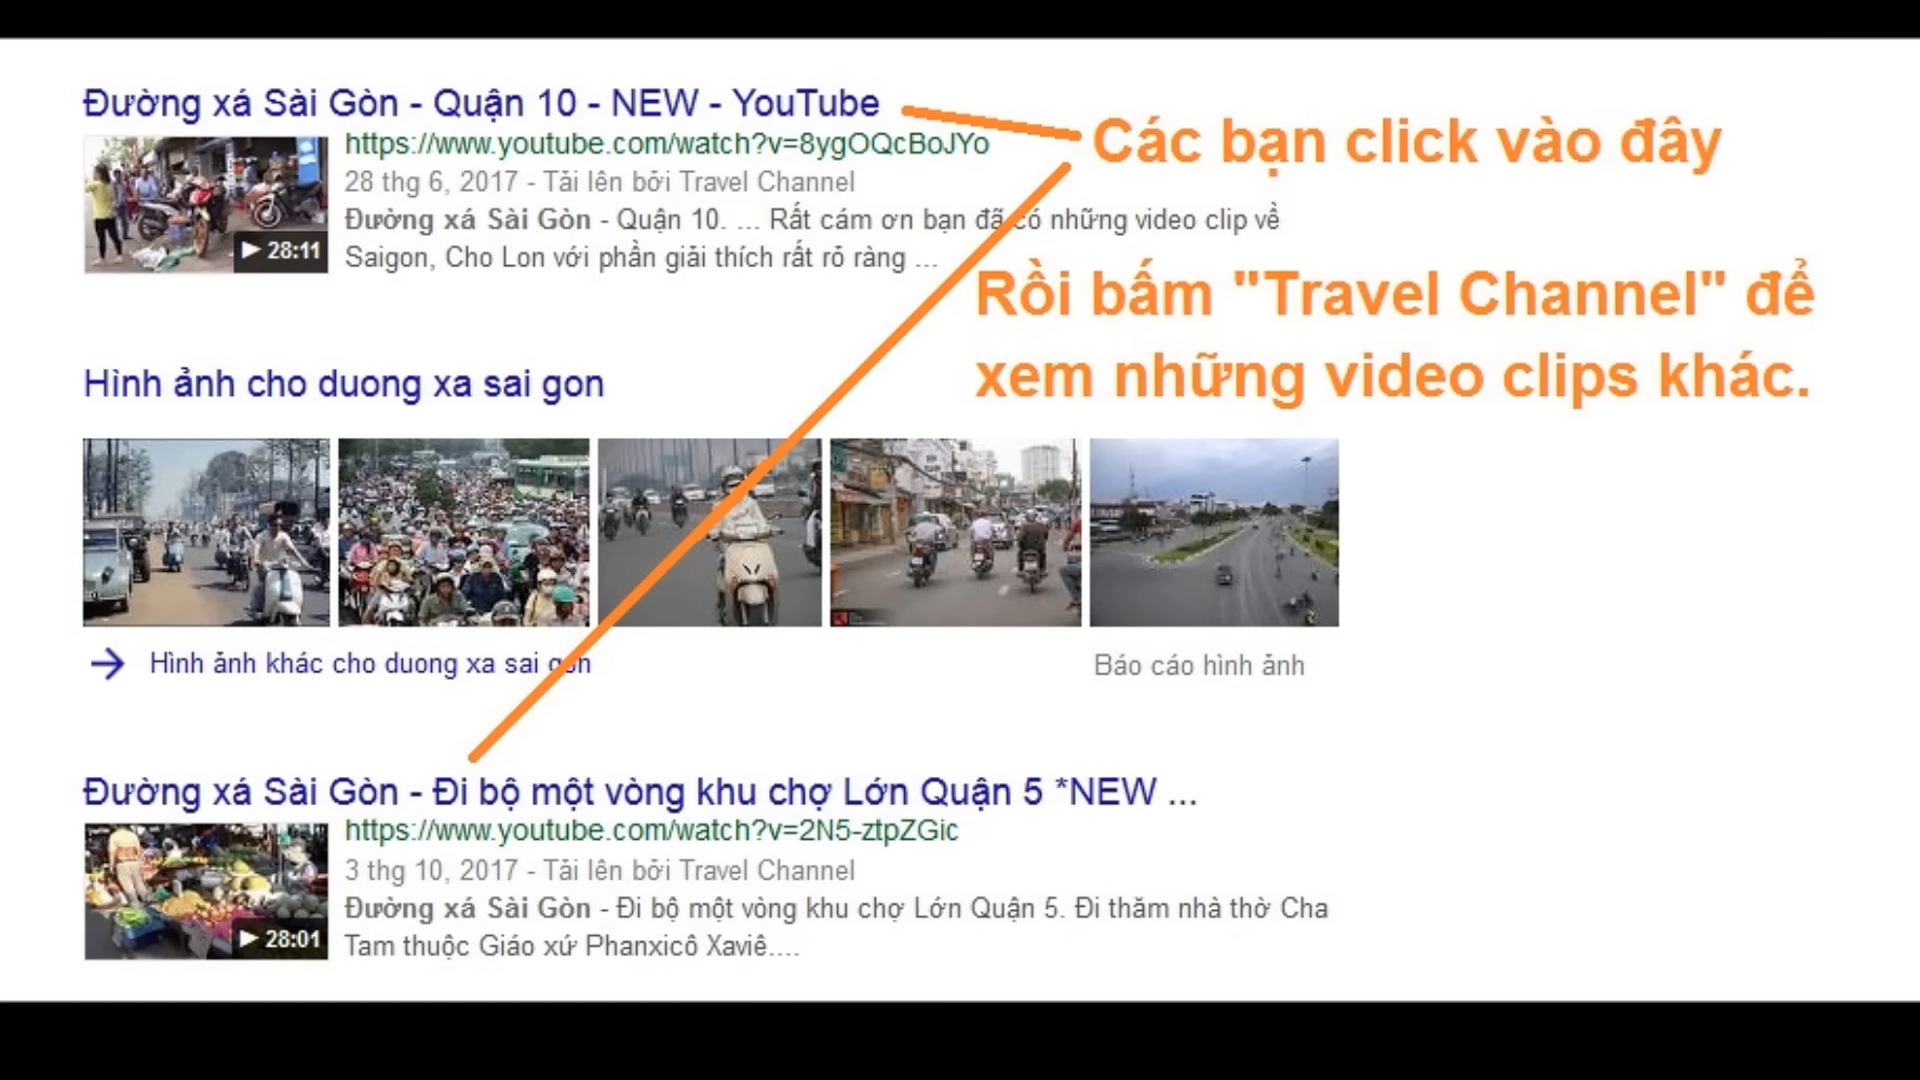 Đường xá Sài Gòn - Quận 10 - NEW - YouTube
https://www.youtube.com/watch?v=8ygOQcBoJYo
28 thg 6, 2017 - Tải lên bởi Travel Channel
Đường xá Sài Gòn - Quận 10. ... Rất cám ơn bạn đã có những video clip về
Saigon, Cho Lon với phần giải thích rất rõ ràng ...
28:11
Các bạn click vào đây
Rồi bấm "Travel Channel" để
xem những video clips khác.
Hình ảnh cho duong xa sai gon
Hình ảnh khác cho duong xa sai gon
Báo cáo hình ảnh
Đường xá Sài Gòn - Đi bộ một vòng khu chợ Lớn Quận 5 *NEW ...
https://www.youtube.com/watch?v=2N5-ztpZGic
3 thg 10, 2017 - Tải lên bởi Travel Channel
Đường xá Sài Gòn - Đi bộ một vòng khu chợ Lớn Quận 5. Đi thăm nhà thờ Cha
Tam thuộc Giáo xứ Phanxicô Xaviê....
28:01